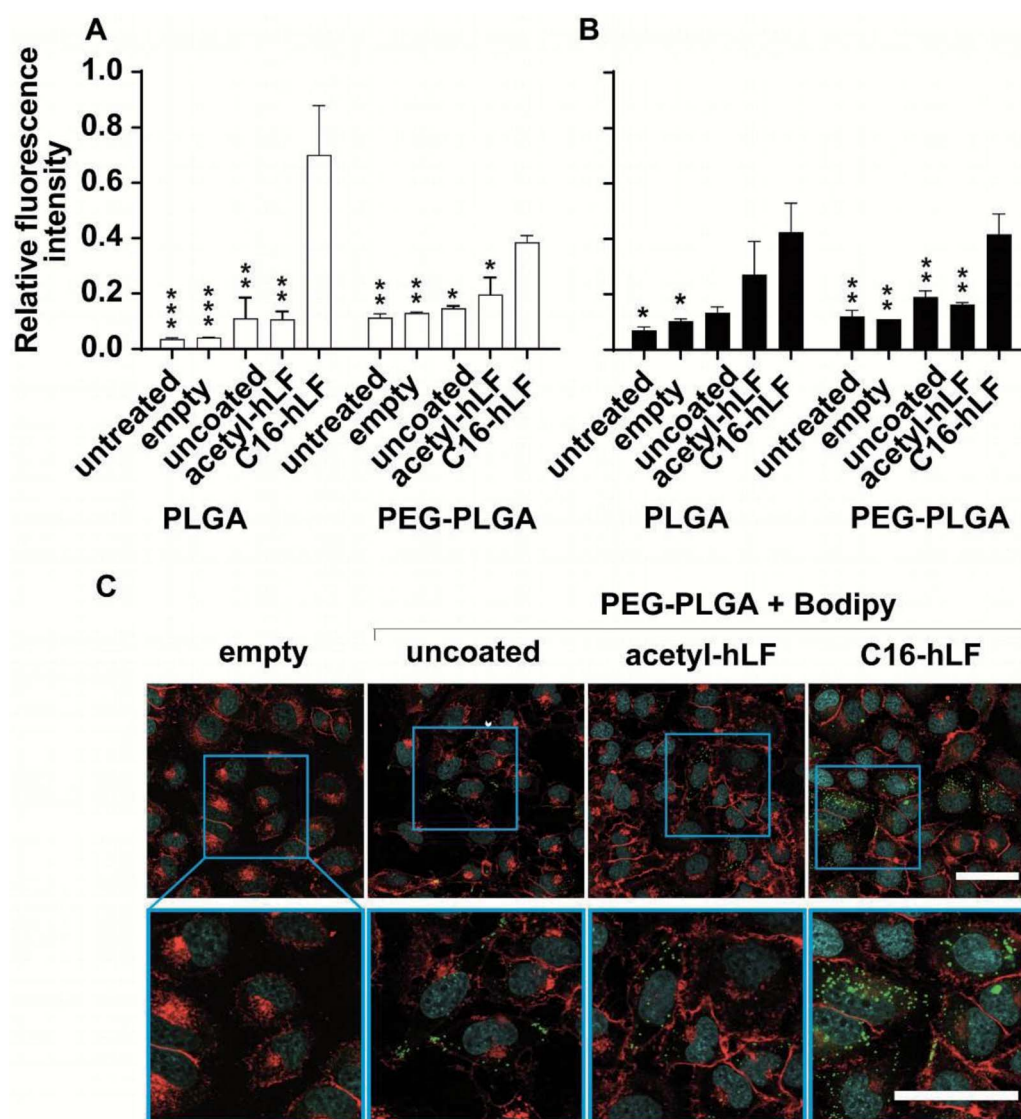 A
B
Relative fluorescence
intensity
1.0
0.8
0.6
0.4
0.2
0.0
***
***
**
**
**
**
*
*
*
*
**
**
**
**
untreated
empty
uncoated
acetyl-hLF
C16-hLF
untreated
empty
uncoated
acetyl-hLF
C16-hLF
untreated
empty
uncoated
acetyl-hLF
C16-hLF
untreated
empty
uncoated
acetyl-hLF
C16-hLF
PLGA
PEG-PLGA
PLGA
PEG-PLGA
C
PEG-PLGA + Bodipy
empty
uncoated
acetyl-hLF
C16-hLF